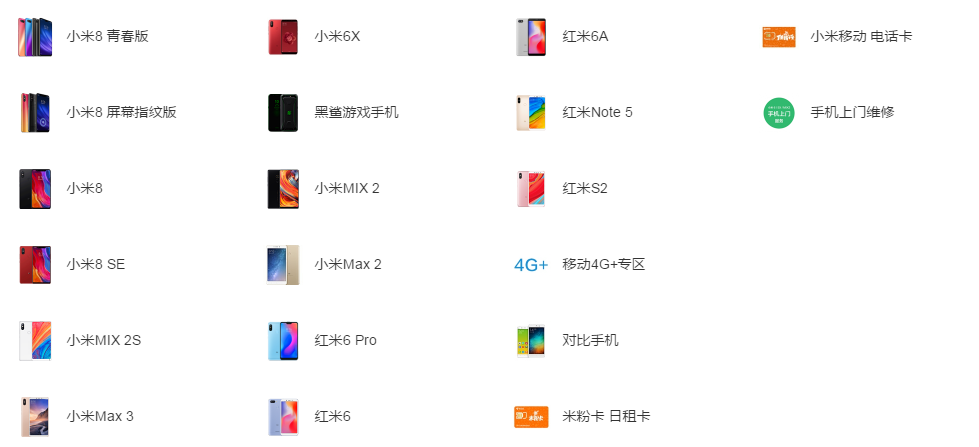 小米8 青春版
小米6X
红米6A
小米移动 电话卡
小米8 屏幕指纹版
黑鲨游戏手机
红米Note 5
手机上门
手机上门维修
小米8
小米MIX 2
红米S2
小米8 SE
小米Max 2
4G+
移动4G+专区
小米MIX 2S
红米6 Pro
对比手机
小米Max 3
红米6
米粉卡 日租卡